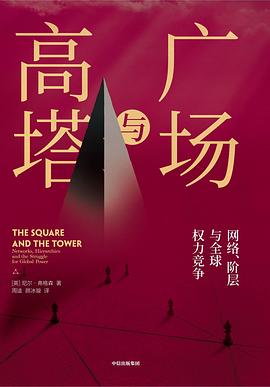 广场
与
高塔
THE SQUARE
AND THE TOWER
Networks, Hierarchies
and the Struggle
for Global Power
网络、阶层
与全球
权力竞争
[英] 尼尔·弗格森 著
周逵 颜冰璇 译
中信出版集团